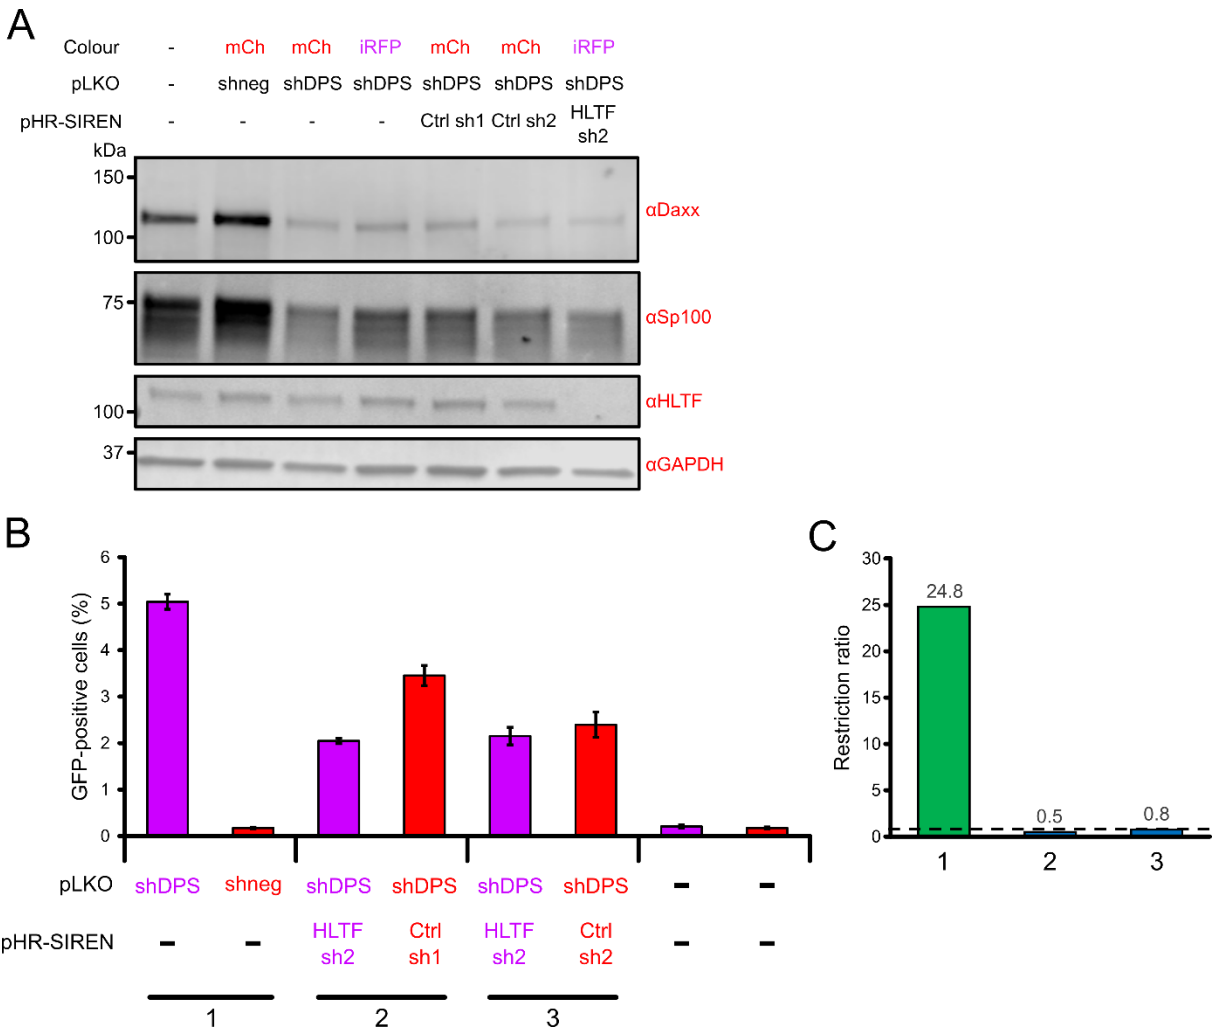 A
Colour - mCh mCh iRFP mCh mCh iRFP
pLKO - shneg shDPS shDPS shDPS shDPS shDPS
pHR-SIREN - - - - Ctrl sh1 Ctrl sh2 HLTF sh2
kDa
150
αDaxx
100
75
αSp100
αHLTF
100
37
αGAPDH
B
GFP-positive cells (%)
6
5
4
3
2
1
0
pLKO shDPS shneg shDPS shDPS shDPS shDPS - -
pHR-SIREN - - HLTF sh2 Ctrl sh1 HLTF sh2 Ctrl sh2 - -
1 2 3
C
Restriction ratio
30
25
20
15
10
5
0
24.8
0.5
0.8
1 2 3